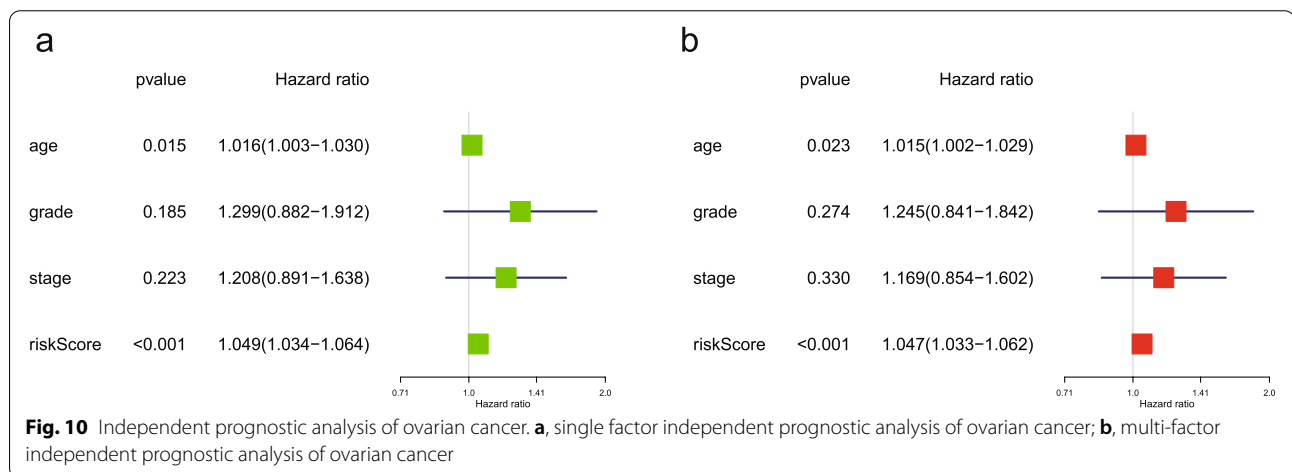 a
pvalue Hazard ratio
age 0.015 1.016(1.003−1.030)
grade 0.185 1.299(0.882−1.912)
stage 0.223 1.208(0.891−1.638)
riskScore <0.001 1.049(1.034−1.064)
0.71 1.0 1.41 2.0
Hazard ratio
b
pvalue Hazard ratio
age 0.023 1.015(1.002−1.029)
grade 0.274 1.245(0.841−1.842)
stage 0.330 1.169(0.854−1.602)
riskScore <0.001 1.047(1.033−1.062)
0.71 1.0 1.41 2.0
Hazard ratio
Fig. 10 Independent prognostic analysis of ovarian cancer. a, single factor independent prognostic analysis of ovarian cancer; b, multi-factor
independent prognostic analysis of ovarian cancer